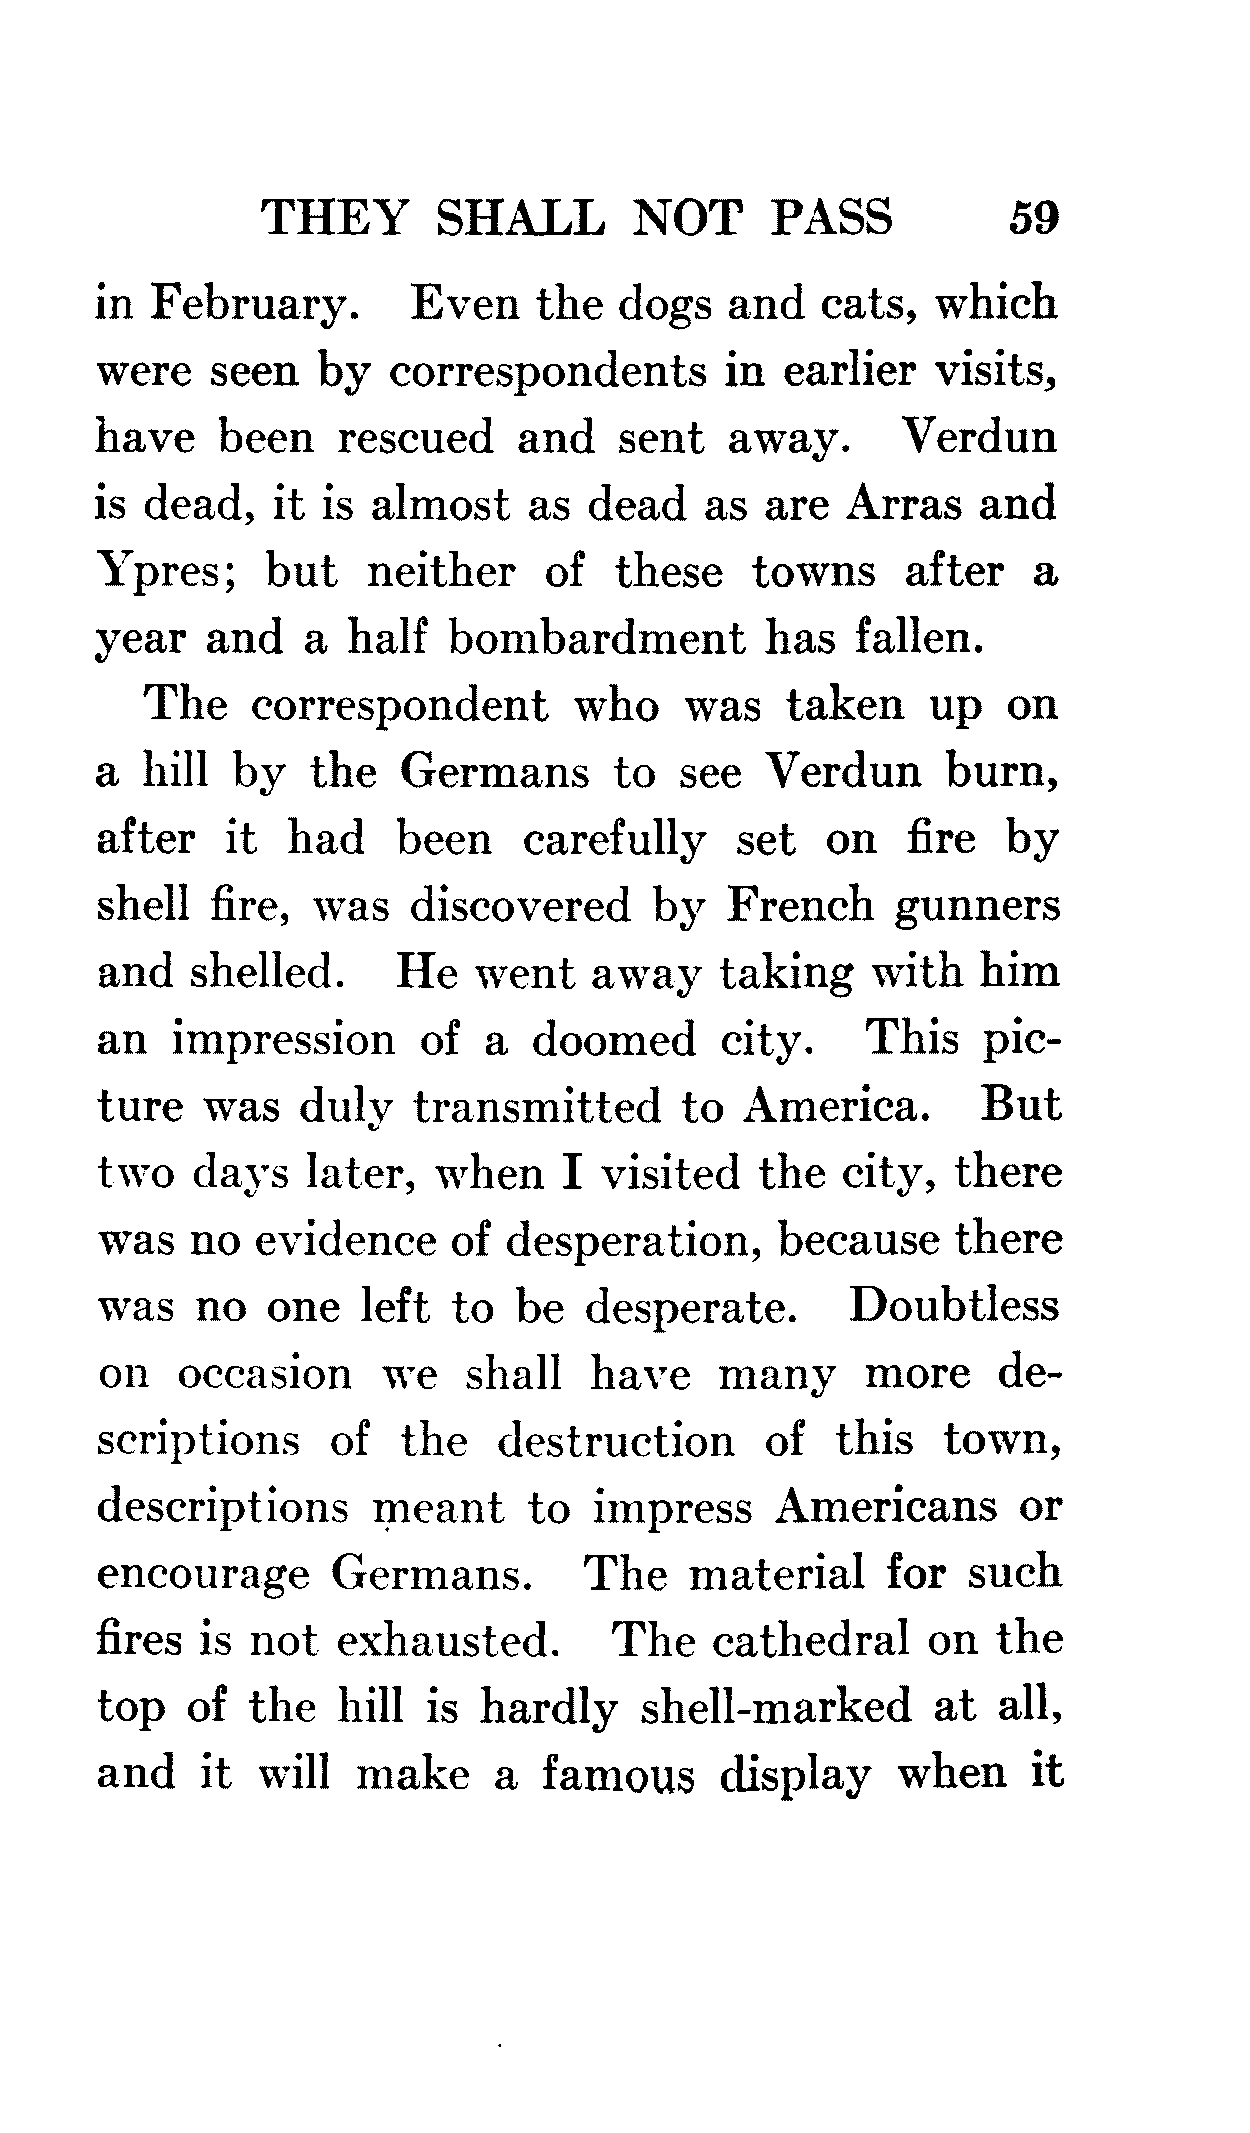 THEY SHALL NOT PASS 59
in February. Even the dogs and cats, which
were seen by correspondents in earlier visits,
have been rescued and sent away. Verdun
is dead, it is almost as dead as are Arras and
Ypres; but neither of these towns after a
year and a half bombardment has fallen.
The correspondent who was taken up on
a hill by the Germans to see Verdun burn,
after it had been carefully set on fire by
shell fire, was discovered by French gunners
and shelled. He went away taking with him
an impression of a doomed city. This pic-
ture was duly transmitted to America. But
two days later, when I visited the city, there
was no evidence of desperation, because there
was no one left to be desperate. Doubtless
on occasion we shall have many more de-
scriptions of the destruction of this town,
descriptions meant to impress Americans or
encourage Germans. The material for such
fires is not exhausted. The cathedral on the
top of the hill is hardly shell-marked at all,
and it will make a famous display when it